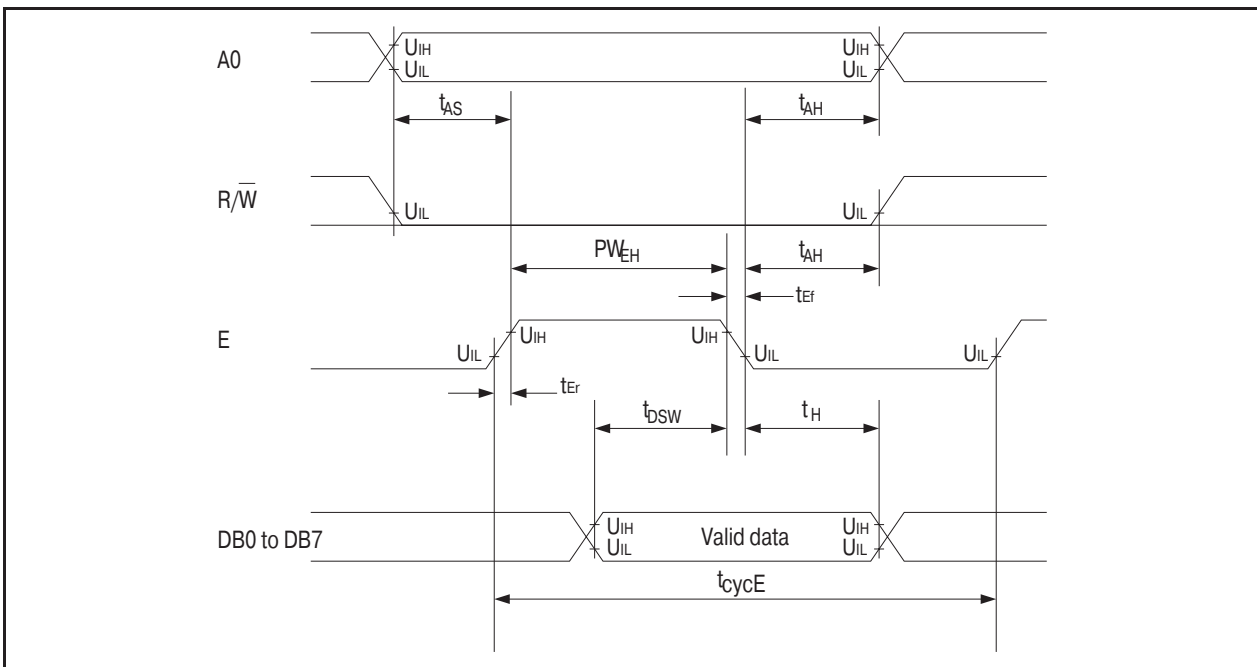 A0
UIH
UIL
UIH
UIL
tAS
tAH
R/W̅
UIL
UIL
PWEH
tAH
tEf
E
UIL
UIH
UIH
UIL
UIL
tEr
tDSW
tH
DB0 to DB7
UIH
UIL
Valid data
UIH
UIL
tcycE